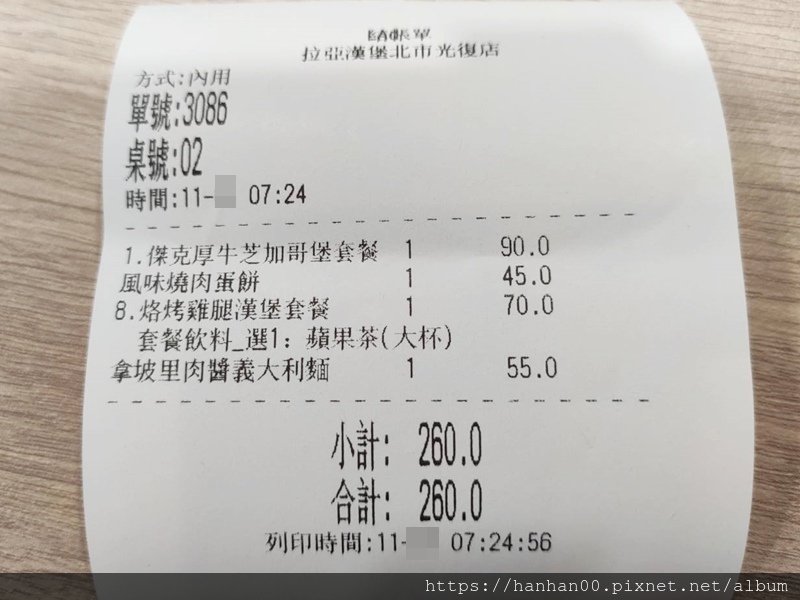 結帳單
拉亞漢堡北市光復店
方式:內用
單號:3086
桌號:02
時間:11- 07:24
1.傑克厚牛芝加哥堡套餐 1 90.0
風味燒肉蛋餅 1 45.0
8.烙烤雞腿漢堡套餐 1 70.0
套餐飲料_選1: 蘋果茶(大杯)
拿坡里肉醬義大利麵 1 55.0
小計: 260.0
合計: 260.0
列印時間:11- 07:24:56
https://hanhan00.pixnet.net/album